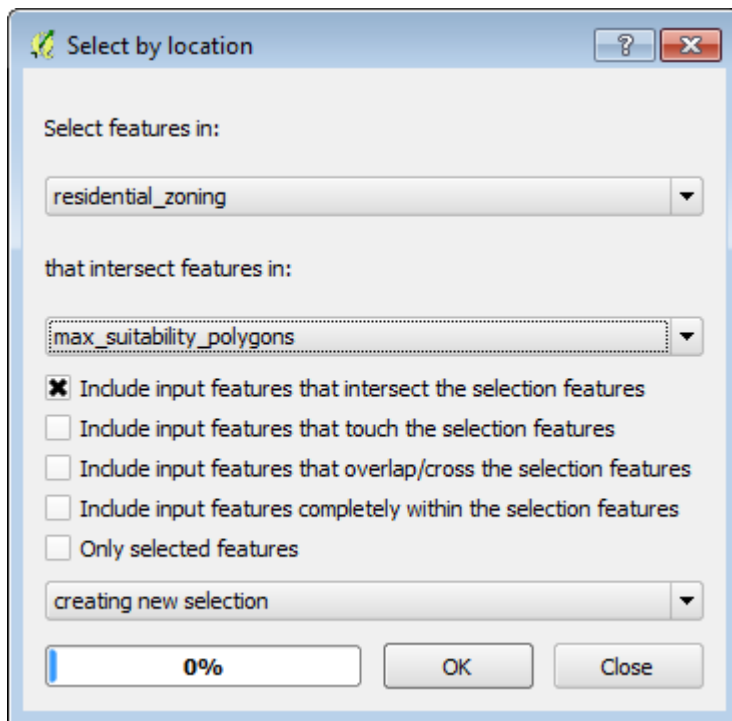 Select by location
Select features in:
residential_zoning
that intersect features in:
max_suitability_polygons
Include input features that intersect the selection features
Include input features that touch the selection features
Include input features that overlap/cross the selection features
Include input features completely within the selection features
Only selected features
creating new selection
0% OK Close